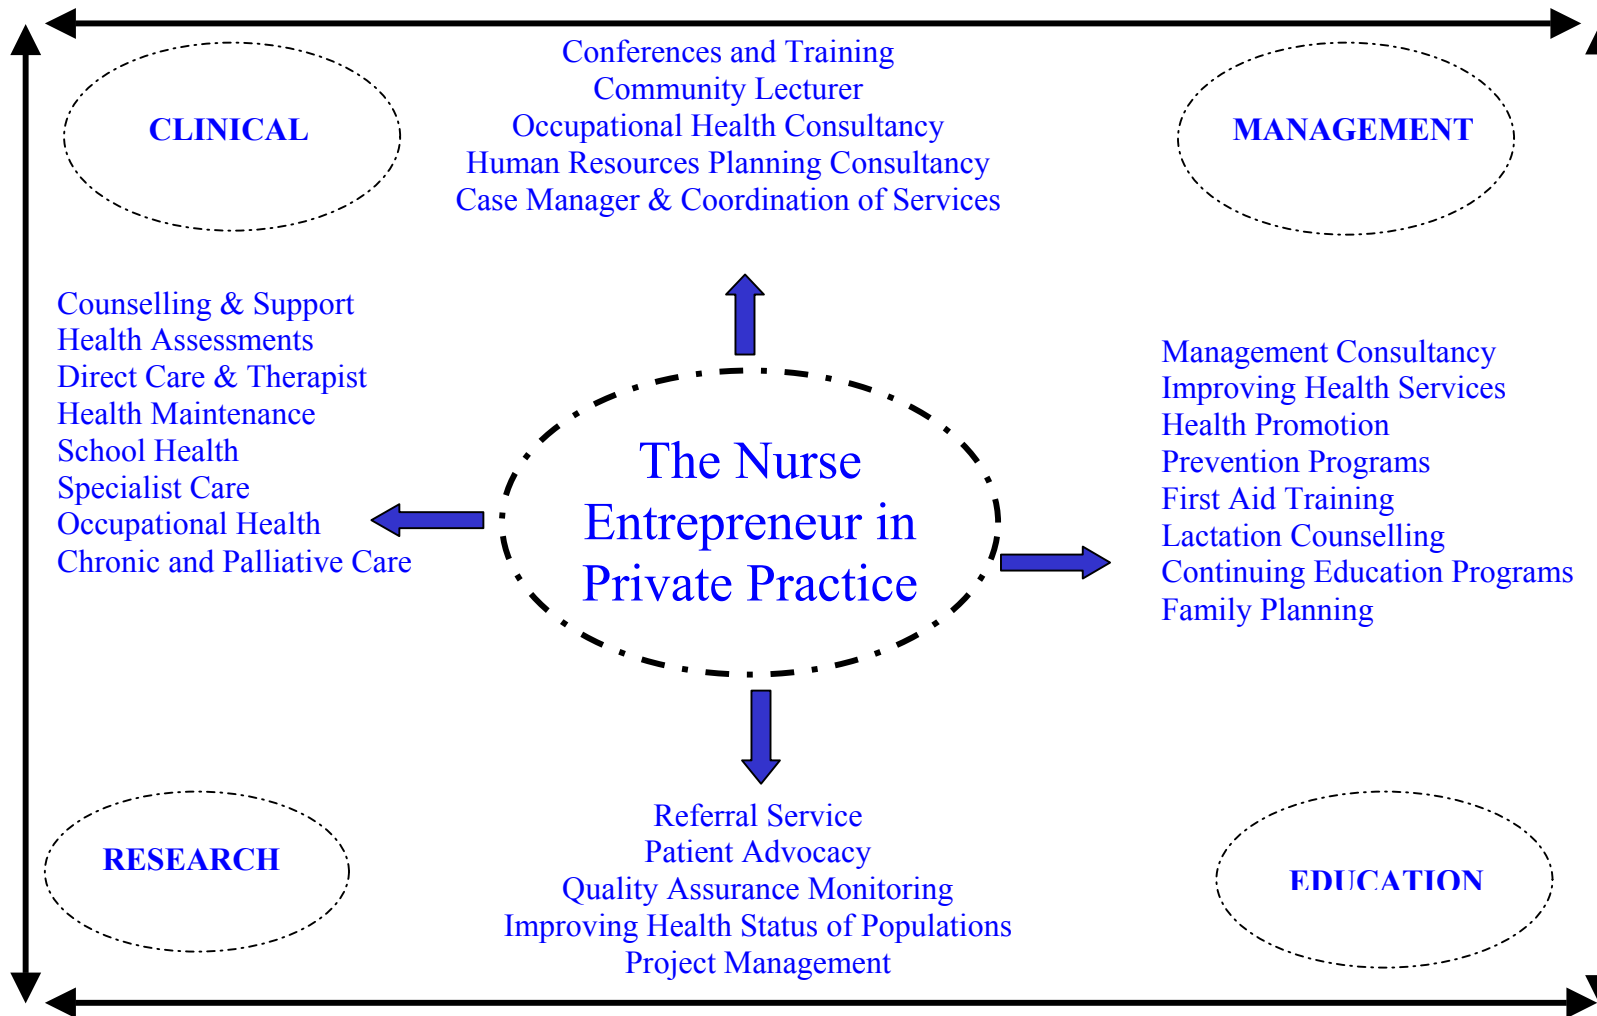 Conferences and Training
Community Lecturer
Occupational Health Consultancy
Human Resources Planning Consultancy
Case Manager & Coordination of Services
CLINICAL
MANAGEMENT
Counselling & Support
Health Assessments
Direct Care & Therapist
Health Maintenance
School Health
Specialist Care
Occupational Health
Chronic and Palliative Care
The Nurse
Entrepreneur in
Private Practice
Management Consultancy
Improving Health Services
Health Promotion
Prevention Programs
First Aid Training
Lactation Counselling
Continuing Education Programs
Family Planning
RESEARCH
Referral Service
Patient Advocacy
Quality Assurance Monitoring
Improving Health Status of Populations
Project Management
EDUCATION